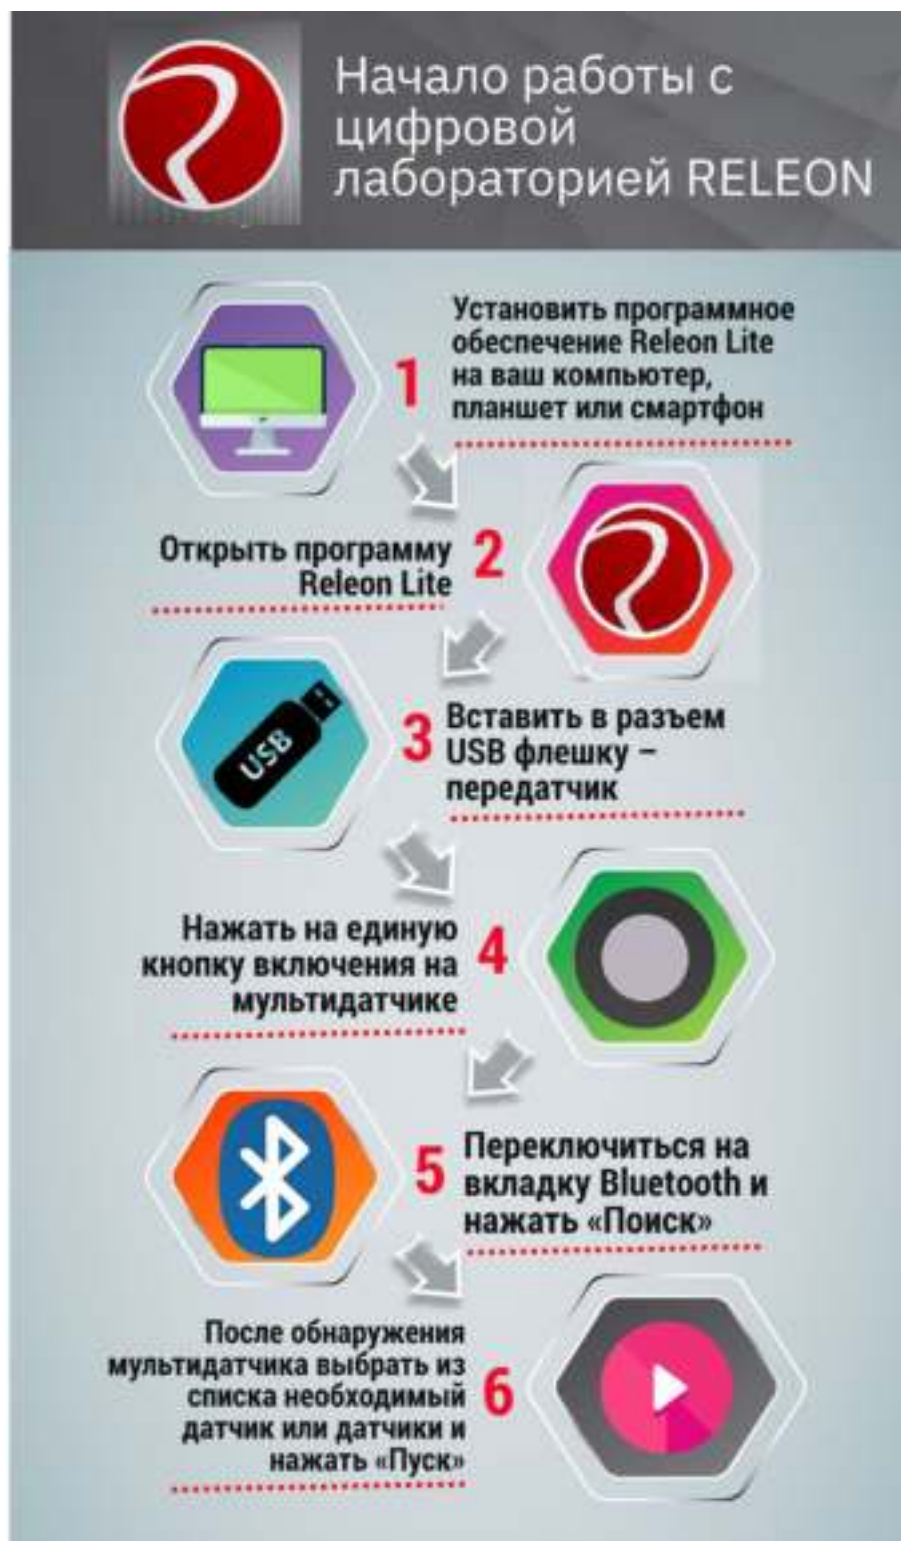 Начало работы с
цифровой
лабораторией RELEON
1
Установить программное
обеспечение Releon Lite
на ваш компьютер,
планшет или смартфон
Открыть программу
Releon Lite
2
USB
3
Вставить в разъем
USB флешку –
передатчик
Нажать на единую
кнопку включения на
мультидатчике
4
5
Переключиться на
вкладку Bluetooth и
нажать «Поиск»
После обнаружения
мультидатчика выбрать из
списка необходимый
датчик или датчики и
нажать «Пуск»
6